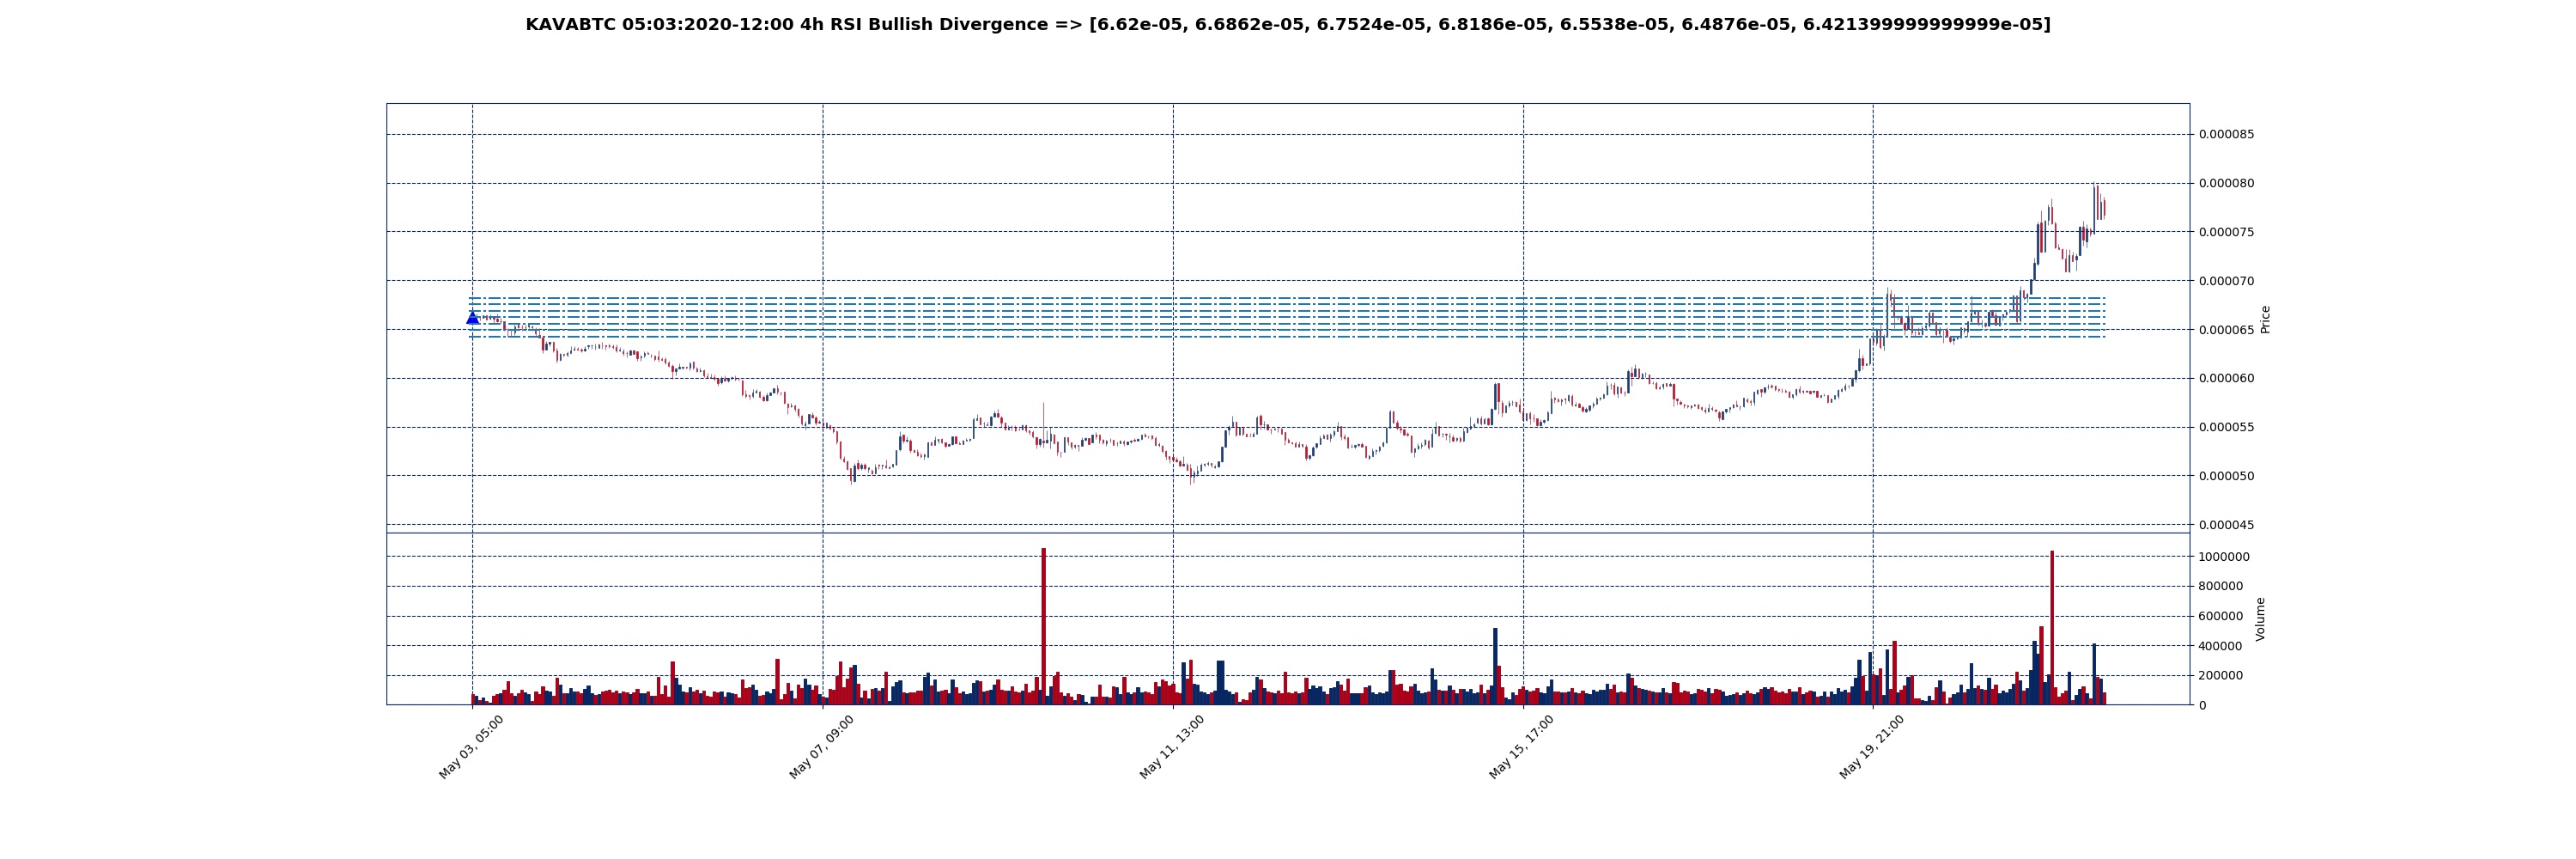 KAVABTC 05:03:2020-12:00 4h RSI Bullish Divergence => [6.62e-05, 6.6862e-05, 6.7524e-05, 6.8186e-05, 6.5538e-05, 6.4876e-05, 6.421399999999999e-05]
0.000085
0.000080
0.000075
0.000070
0.000065
0.000060
0.000055
0.000050
0.000045
Price
1000000
800000
600000
400000
200000
0
Volume
May 03, 05:00
May 07, 09:00
May 11, 13:00
May 15, 17:00
May 19, 21:00